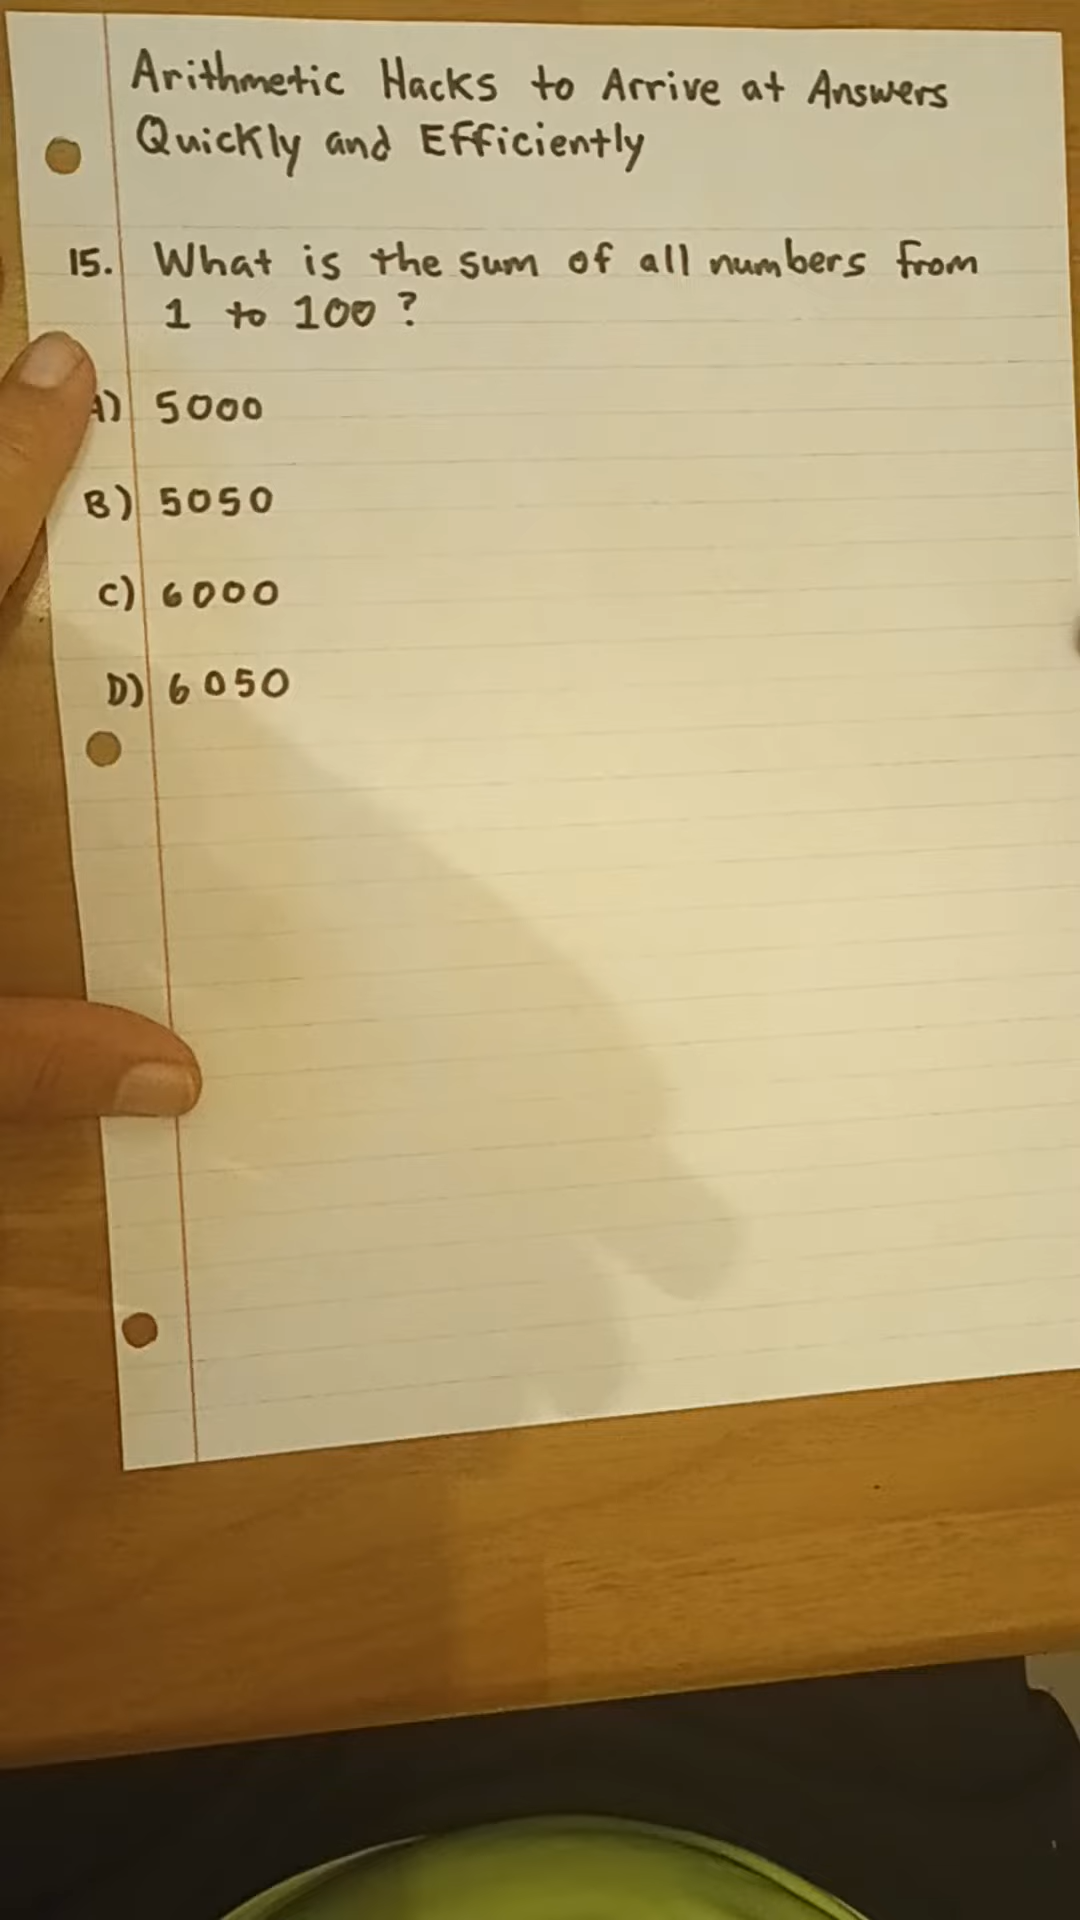 Arithmetic Hacks to Arrive at Answers
Quickly and Efficiently
15. What is the sum of all numbers from
1 to 100 ?
A) 5000
B) 5050
C) 6000
D) 6050